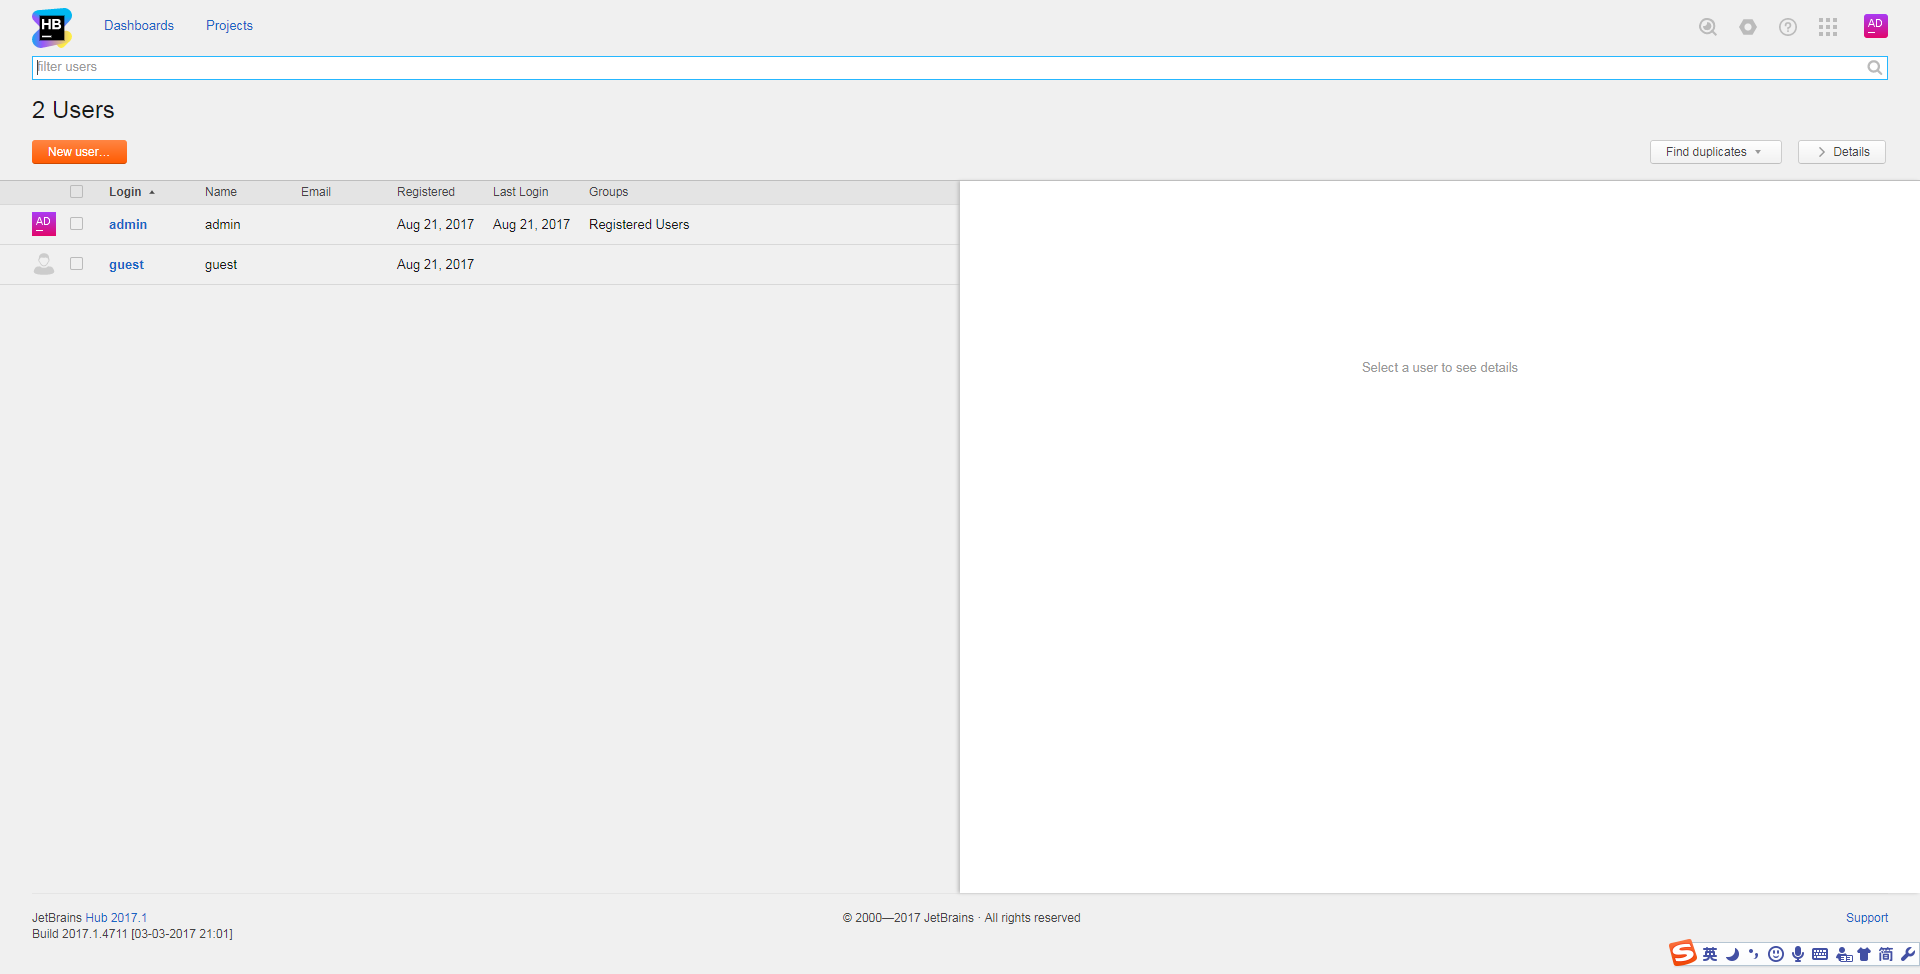 HB Dashboards Projects AD
filter users
2 Users
New user... Find duplicates Details
Login Name Email Registered Last Login Groups
AD admin admin Aug 21, 2017 Aug 21, 2017 Registered Users
guest guest Aug 21, 2017
Select a user to see details
JetBrains Hub 2017.1 © 2000—2017 JetBrains · All rights reserved Support
Build 2017.1.4711 [03-03-2017 21:01]
S 英 简